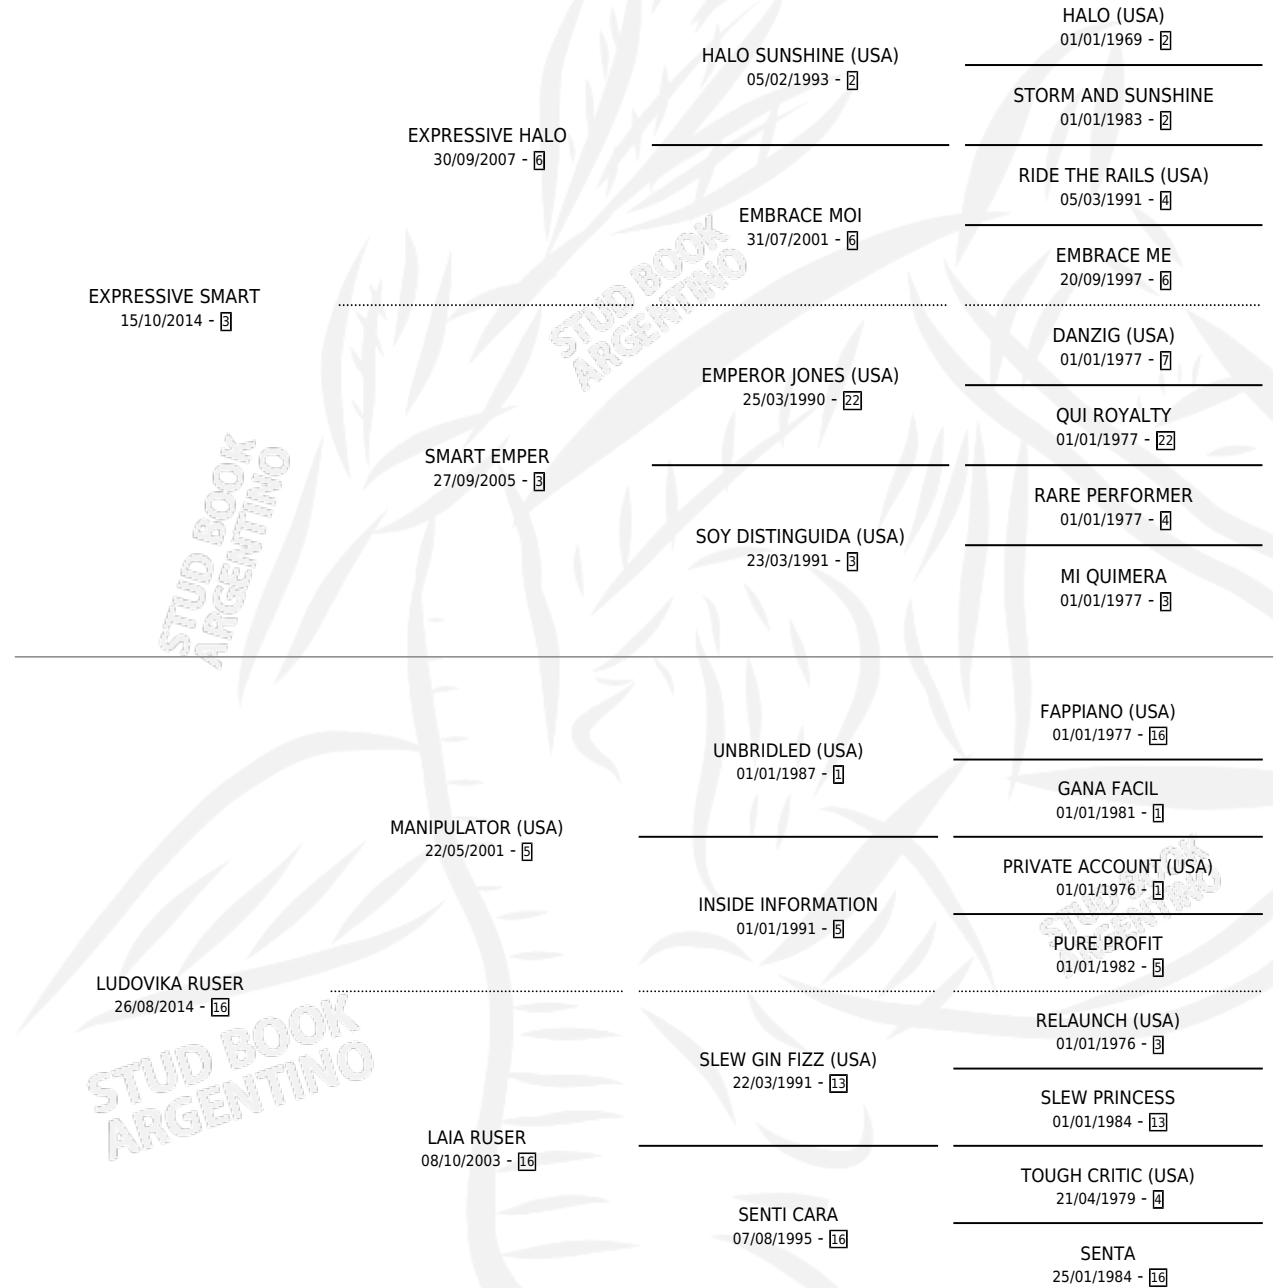 HALO (USA)
01/01/1969 - 2
HALO SUNSHINE (USA)
05/02/1993 - 2
STORM AND SUNSHINE
01/01/1983 - 2
EXPRESSIVE HALO
30/09/2007 - 6
RIDE THE RAILS (USA)
05/03/1991 - 4
EMBRACE MOI
31/07/2001 - 6
EMBRACE ME
20/09/1997 - 6
EXPRESSIVE SMART
15/10/2014 - 3
STUD BOOK
ARGENTINO
DANZIG (USA)
01/01/1977 - 7
EMPEROR JONES (USA)
25/03/1990 - 22
QUI ROYALTY
01/01/1977 - 22
SMART EMPER
27/09/2005 - 3
RARE PERFORMER
01/01/1977 - 4
SOY DISTINGUIDA (USA)
23/03/1991 - 3
MI QUIMERA
01/01/1977 - 3
STUD BOOK
ARGENTINO
FAPPIANO (USA)
01/01/1977 - 16
UNBRIDLED (USA)
01/01/1987 - 1
GANA FACIL
01/01/1981 - 1
MANIPULATOR (USA)
22/05/2001 - 5
PRIVATE ACCOUNT (USA)
01/01/1976 - 1
INSIDE INFORMATION
01/01/1991 - 5
STUD BOOK
ARGENTINO
PURE PROFIT
01/01/1982 - 5
LUDOVIKA RUSER
26/08/2014 - 16
RELAUNCH (USA)
01/01/1976 - 3
SLEW GIN FIZZ (USA)
22/03/1991 - 13
SLEW PRINCESS
01/01/1984 - 13
STUD BOOK
ARGENTINO
LAIA RUSER
08/10/2003 - 16
TOUGH CRITIC (USA)
21/04/1979 - 4
SENTI CARA
07/08/1995 - 16
SENTA
25/01/1984 - 16